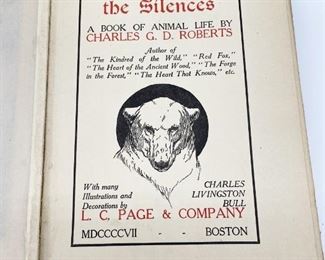 the Silences
A BOOK OF ANIMAL LIFE BY
CHARLES G. D. ROBERTS
Author of
"The Kindred of the Wild," "Red Fox,"
"The Heart of the Ancient Wood," "The Forge
in the Forest," "The Heart That Knows," etc.
With many
Illustrations and
Decorations by
CHARLES
LIVINGSTON
BULL
L. C. PAGE & COMPANY
MDCCCCVII - - BOSTON